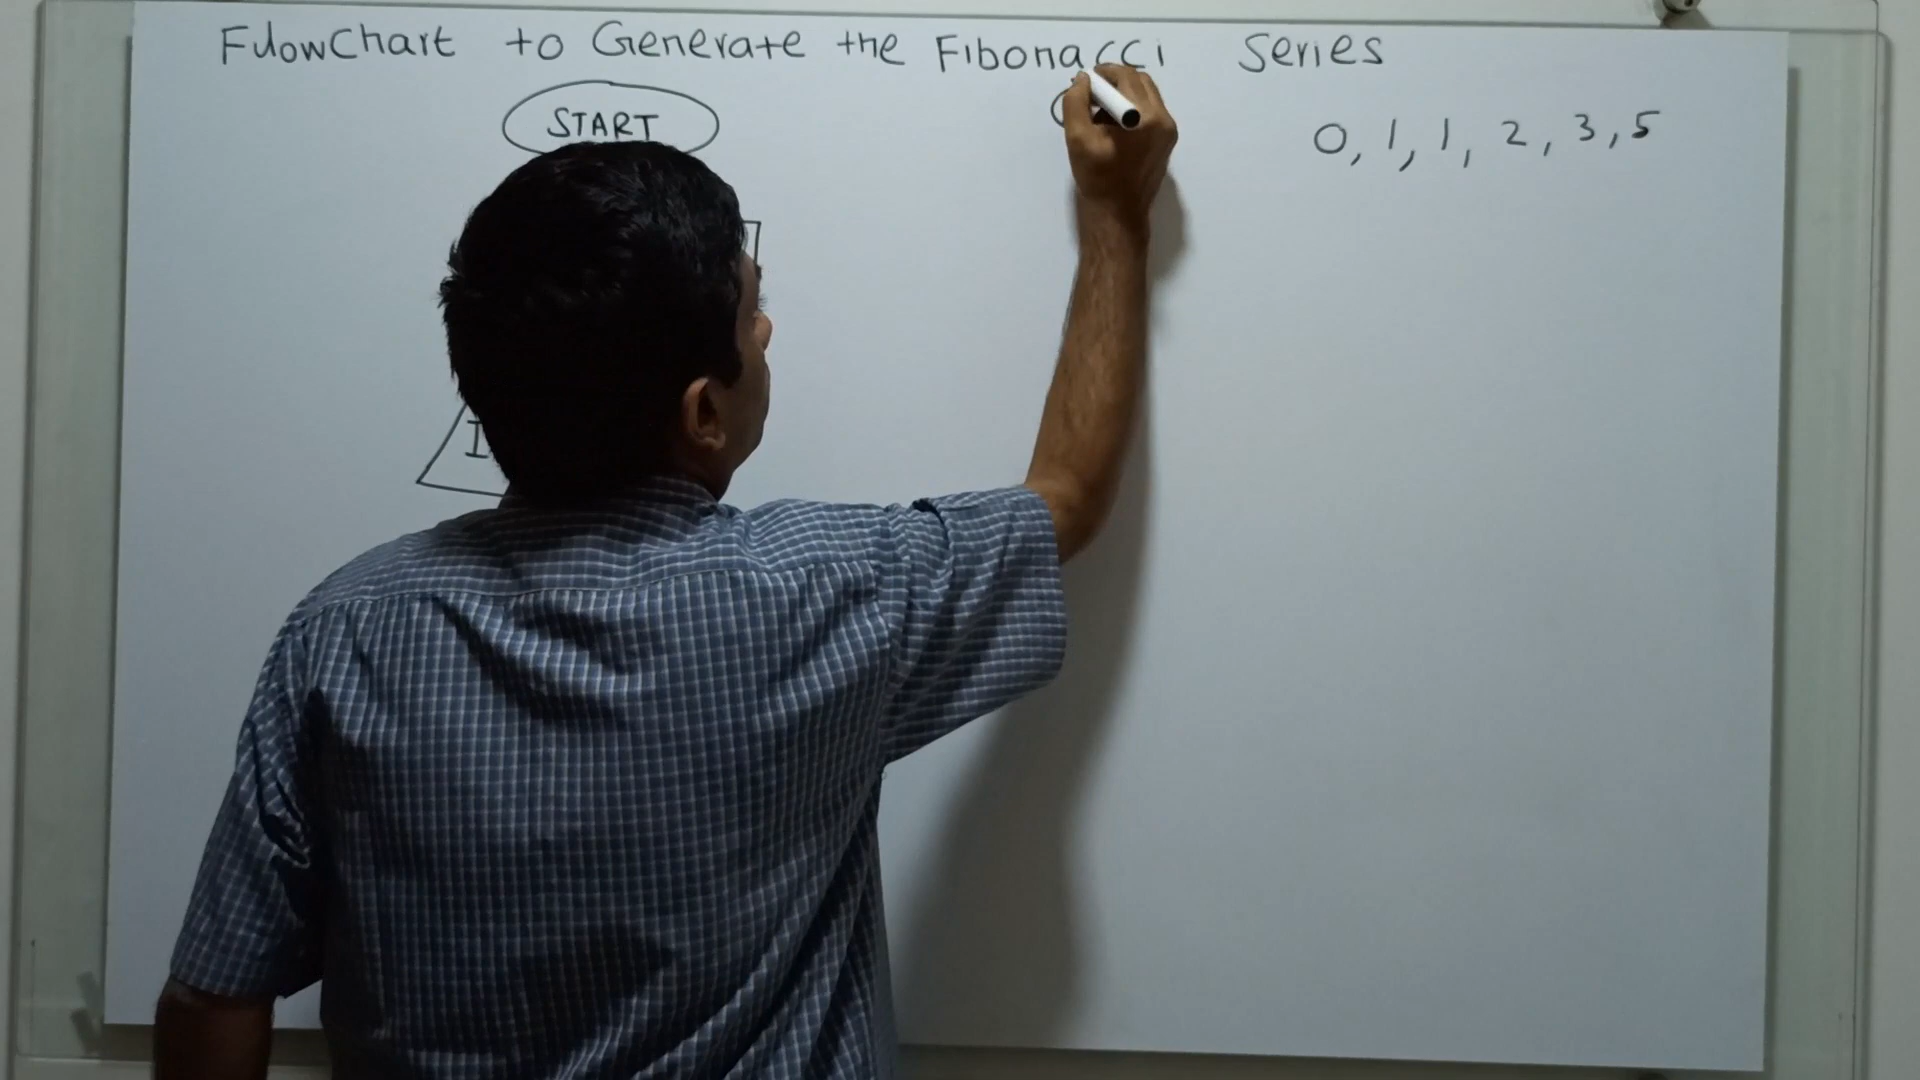 FlowChart to Generate the Fibonacci Series
START
0, 1, 1, 2, 3, 5
I